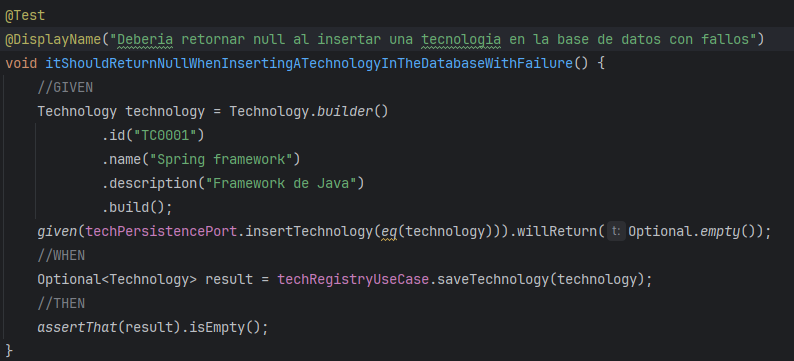 @Test
@DisplayName("Deberia retornar null al insertar una tecnologia en la base de datos con fallos")
void itShouldReturnNullWhenInsertingATechnologyInTheDatabaseWithFailure() {
//GIVEN
Technology technology = Technology.builder()
.id("TC0001")
.name("Spring framework")
.description("Framework de Java")
.build();
given(techPersistencePort.insertTechnology(eq(technology))).willReturn( t: Optional.empty());
//WHEN
Optional<Technology> result = techRegistryUseCase.saveTechnology(technology);
//THEN
assertThat(result).isEmpty();
}